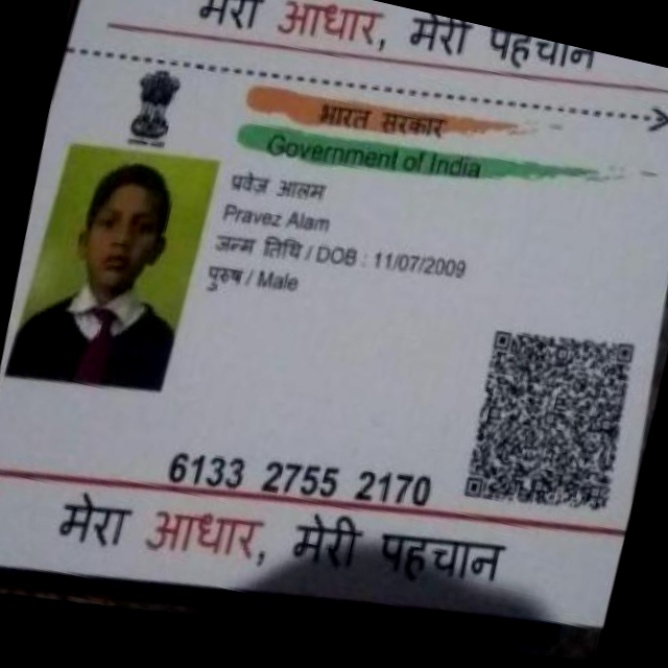 मेरा आधार, मेरी पहचान
भारत सरकार
Government of India
प्रवेज आलम
Pravez Alam
जन्म तिथि / DOB : 11/07/2009
पुरुष / Male
6133 2755 2170
मेरा आधार, मेरी पहचान